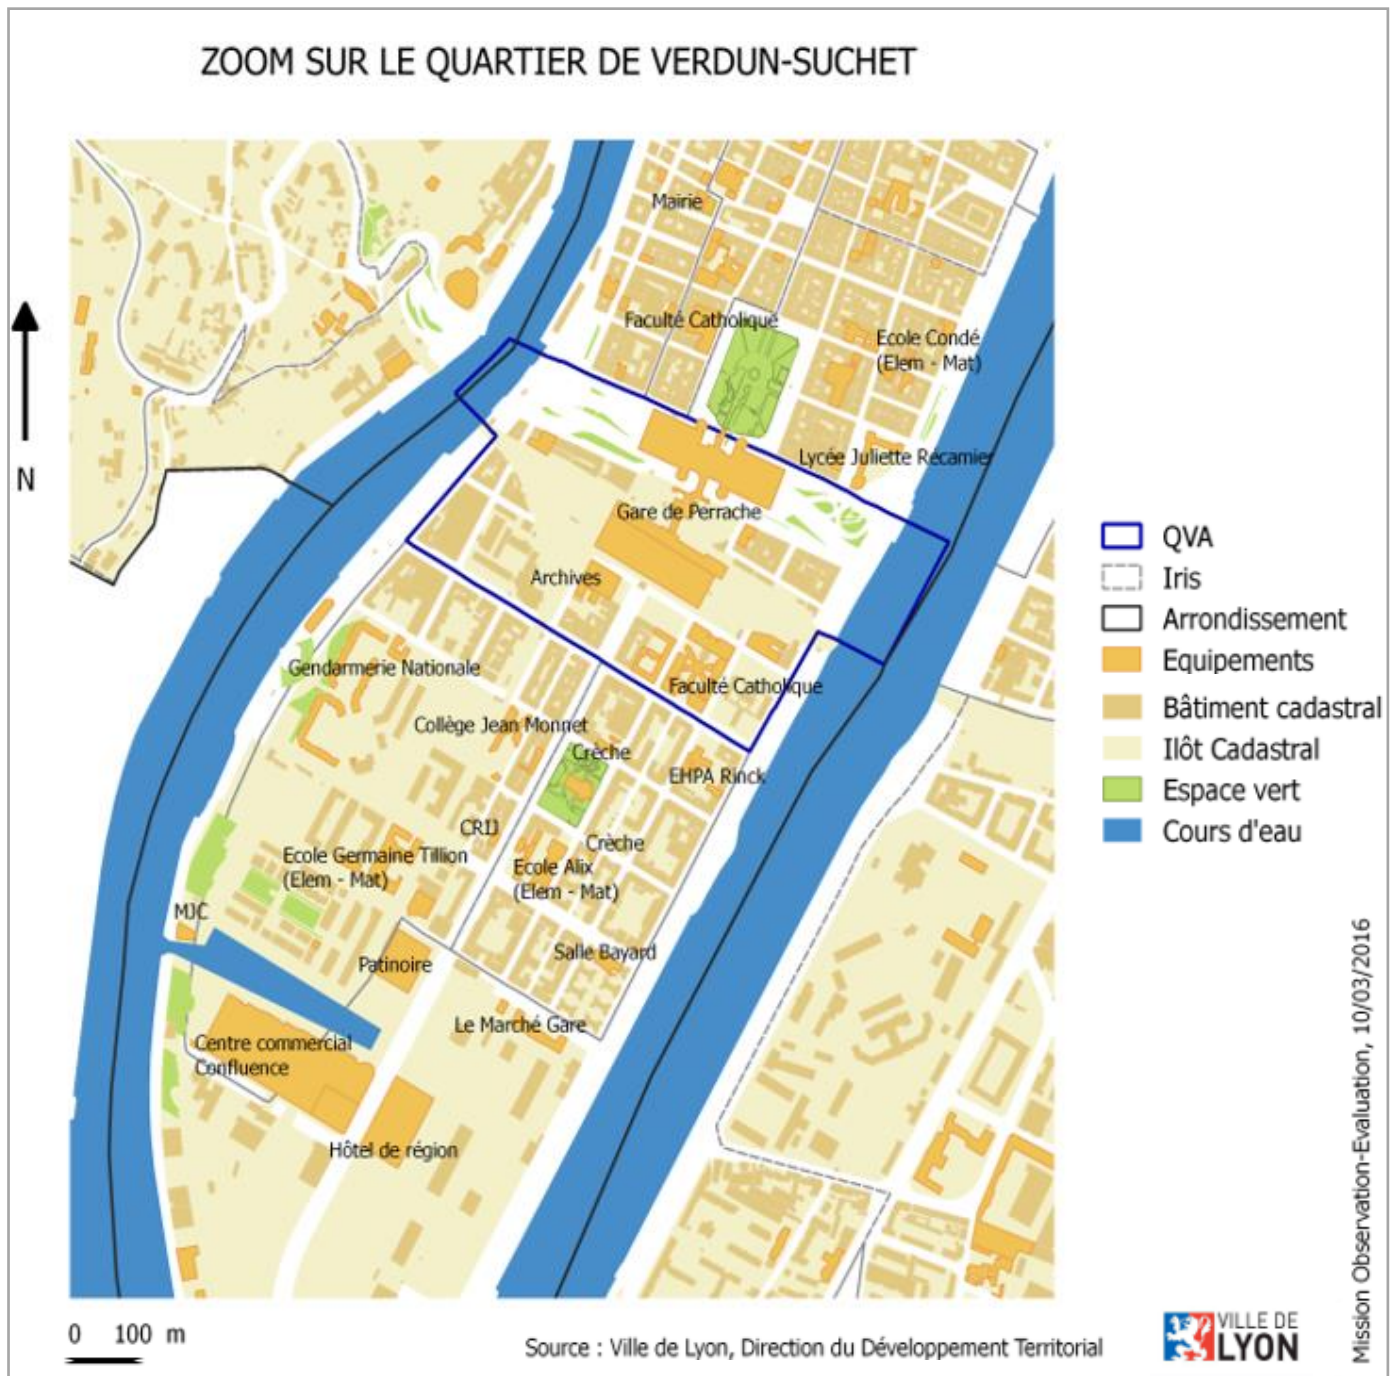 ZOOM SUR LE QUARTIER DE VERDUN-SUCHET
Mairie
Faculté Catholique
Ecole Condé
(Elem - Mat)
Lycée Juliette Récamier
Gare de Perrache
Archives
Gendarmerie Nationale
Faculté Catholique
Collège Jean Monnet
Crèche
EHPA Rinck
CRIJ
Crèche
Ecole Germaine Tillion
(Elem - Mat)
Ecole Alix
(Elem - Mat)
MJC
Salle Bayard
Patinoire
Le Marché Gare
Centre commercial
Confluence
Hôtel de région
N
QVA
Iris
Arrondissement
Equipements
Bâtiment cadastral
Ilôt Cadastral
Espace vert
Cours d'eau
Mission Observation-Evaluation, 10/03/2016
0 100 m
Source : Ville de Lyon, Direction du Développement Territorial
VILLE DE
LYON